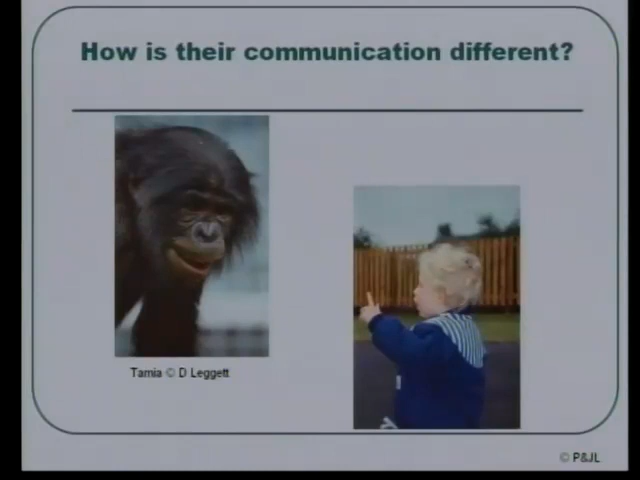 How is their communication different?
Tamia © D Leggett
© P&JL